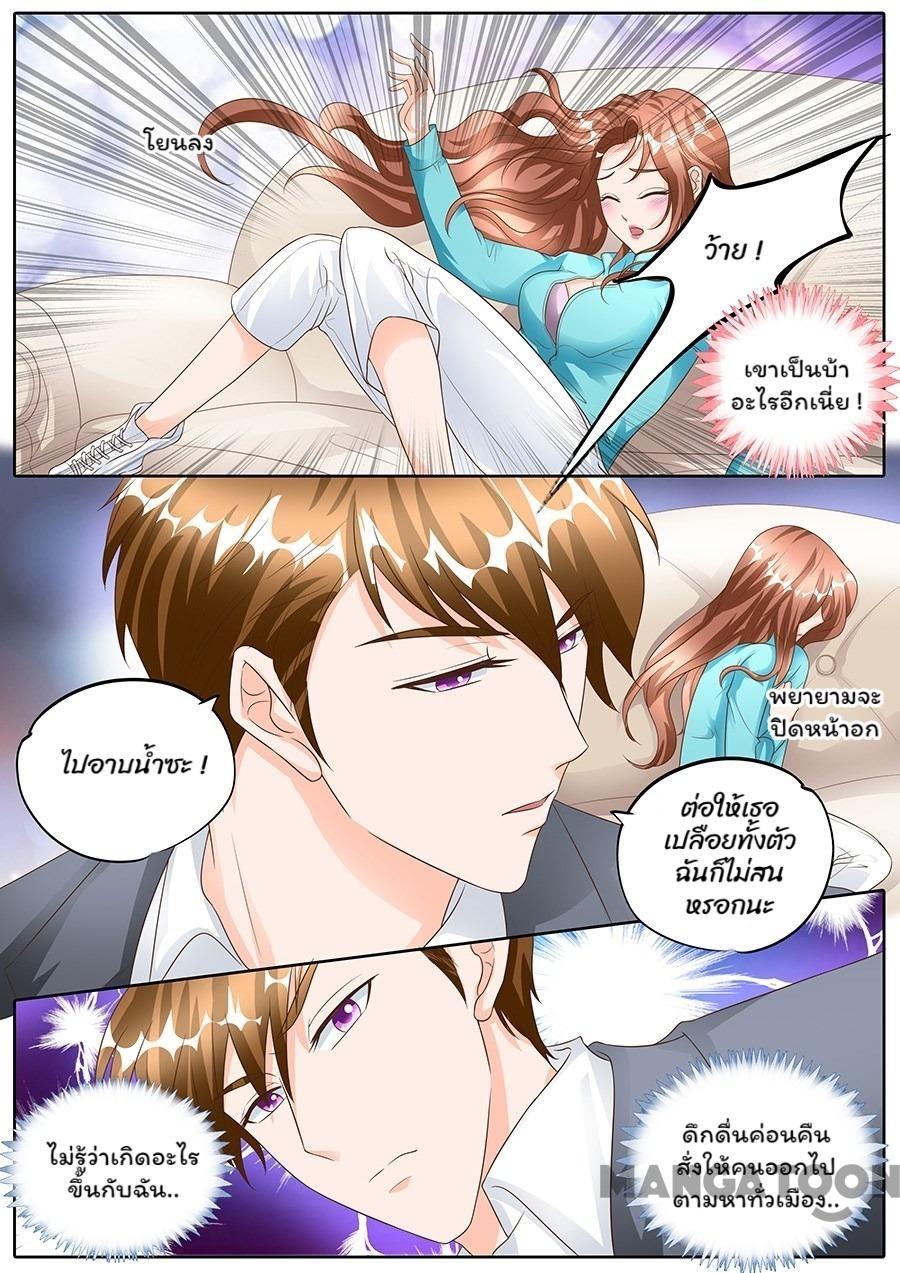 โยนลง
ว้าย !
เขาเป็นบ้า
อะไรอีกเนี่ย !
พยายามจะ
ปิดหน้าอก
ไปอาบน้ำซะ !
ต่อให้เธอ
เปลือยทั้งตัว
ฉันก็ไม่สน
หรอกนะ
ไม่รู้ว่าเกิดอะไร
ขึ้นกับฉัน..
ดึกดื่นค่อนคืน
สั่งให้คนออกไป
ตามหาทั่วเมือง..
MANGATOON